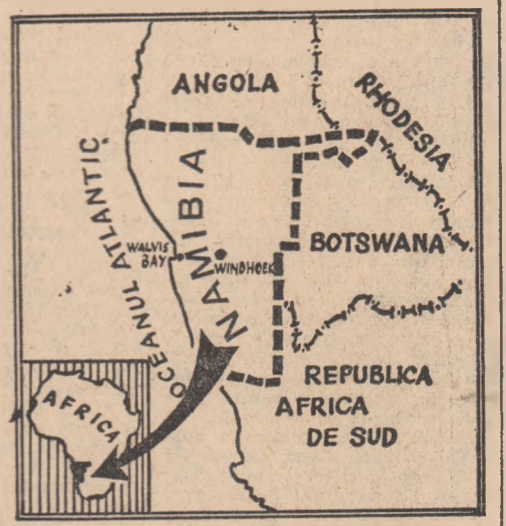 ANGOLA
RHODESIA
OCEANUL ATLANTIC
NAMIBIA
WALVIS
BAY
WINDHOEK
BOTSWANA
REPUBLICA
AFRICA
DE SUD
AFRICA